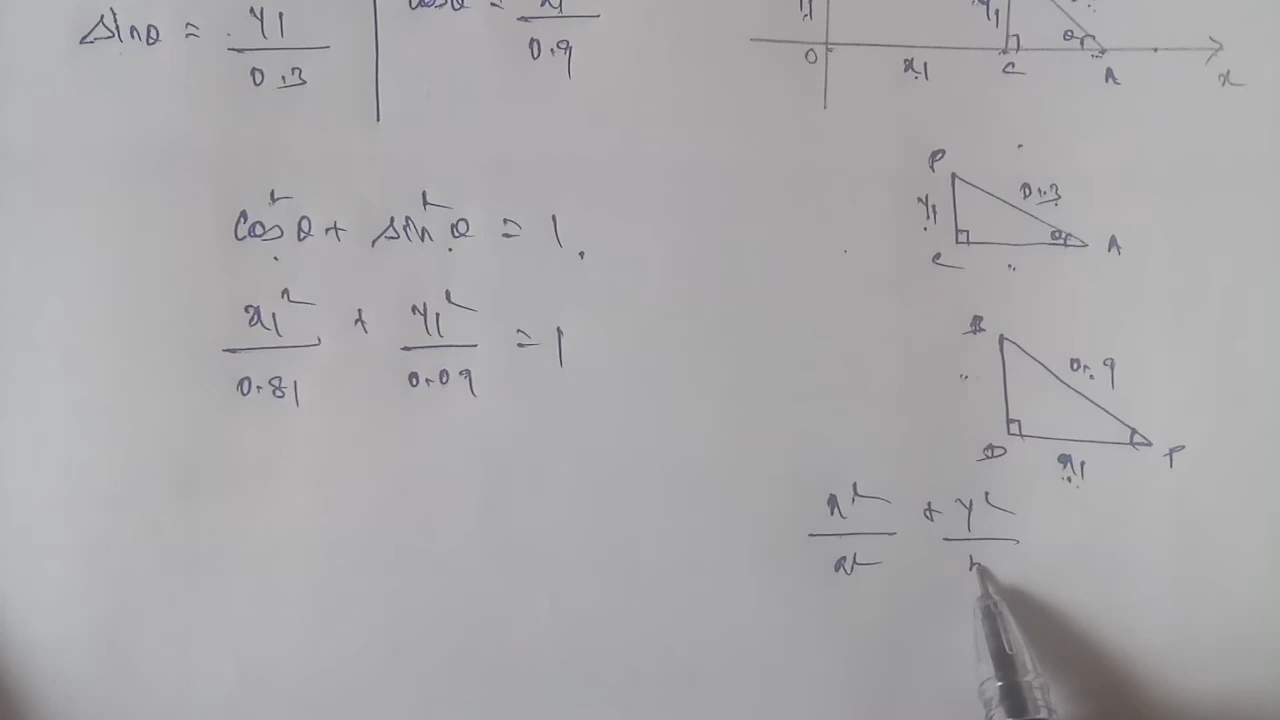 sinθ = y₁/0.3
cosθ = x₁/0.9
y₁
θ
O x₁ C A x
cos²θ + sin²θ = 1.
x₁²/0.81 + y₁²/0.09 = 1
P
y₁ 0.3
θ
C A
B
0.9
D x₁ P
x²/a² + y²/b